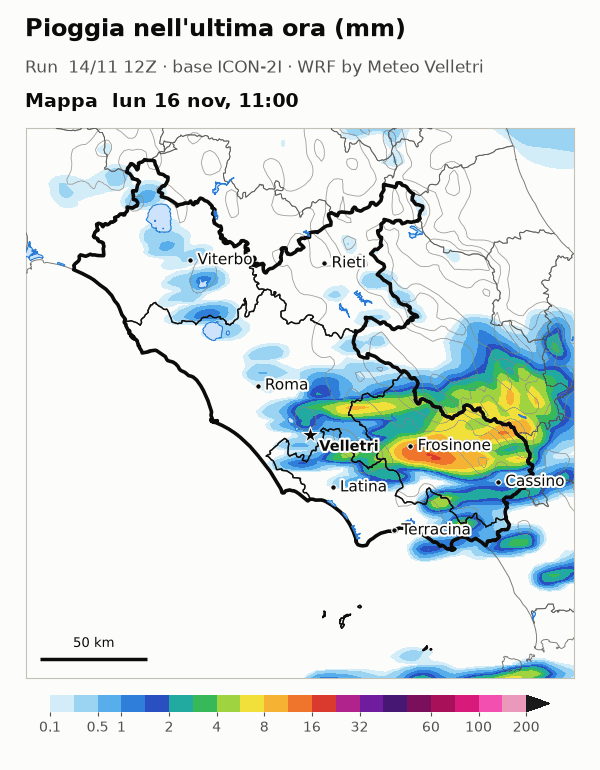 Pioggia nell'ultima ora (mm)
Run  14/11 12Z · base ICON-2I · WRF by Meteo Velletri
Mappa  lun 16 nov, 11:00
Viterbo
Rieti
Roma
Velletri
Frosinone
Cassino
Latina
Terracina
50 km
0.1 0.5 1 2 4 8 16 32 60 100 200